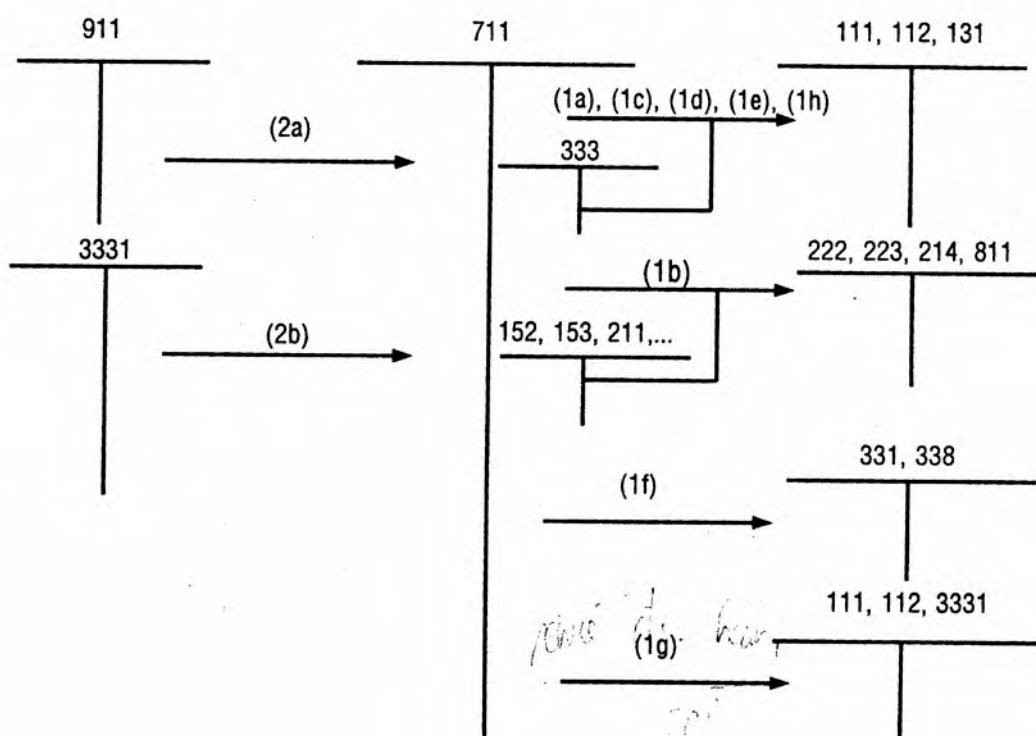 911
711
111, 112, 131
(1a), (1c), (1d), (1e), (1h)
(2a)
333
3331
222, 223, 214, 811
(1b)
(2b)
152, 153, 211,...
331, 338
(1f)
111, 112, 3331
(1g)